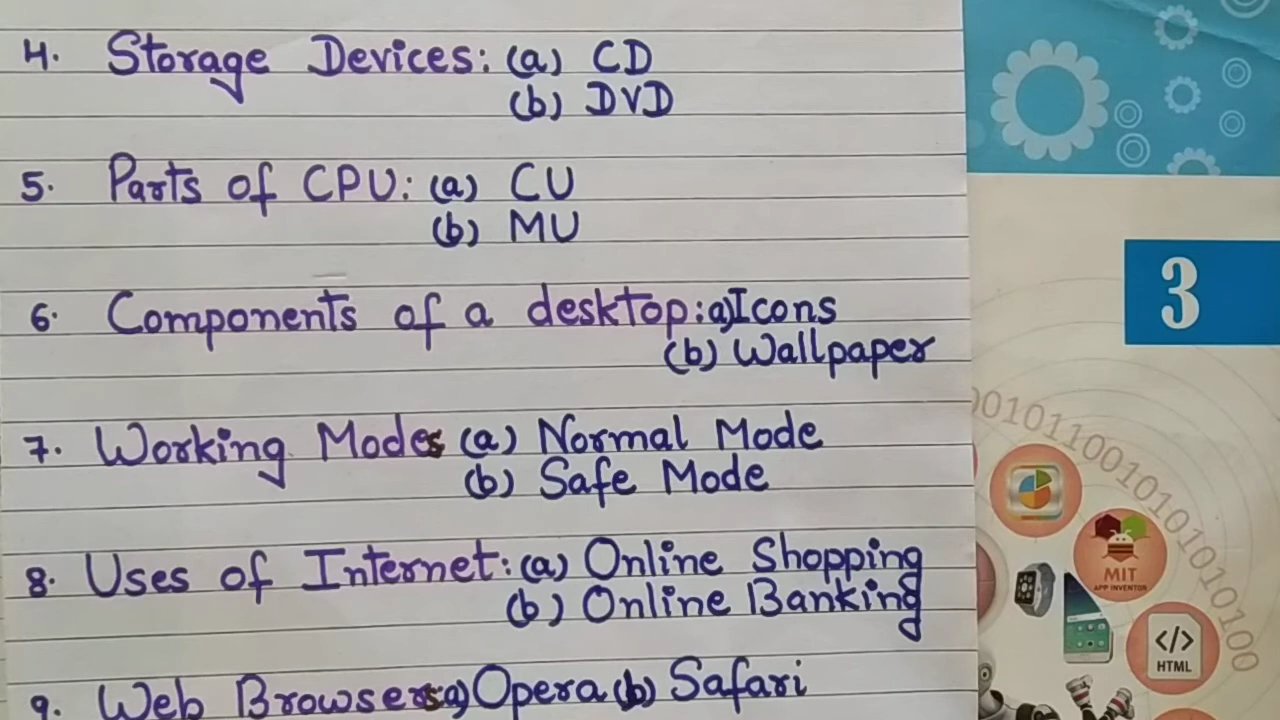 4. Storage Devices: (a) CD
(b) DVD
5. Parts of CPU: (a) CU
(b) MU
6. Components of a desktop: a) Icons
(b) Wallpaper
7. Working Modes (a) Normal Mode
(b) Safe Mode
8. Uses of Internet: (a) Online Shopping
(b) Online Banking
9. Web Browsers a) Opera (b) Safari
3
001011001010101010100
MIT
APP INVENTOR
</>
HTML